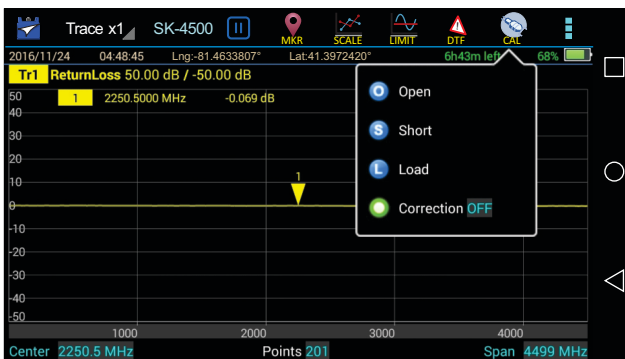 Trace x1 SK-4500 MKR SCALE LIMIT DTF CAL
2016/11/24 04:48:45 Lng:-81.4633807° Lat:41.3972420° 6h43m left 68%
Tr1 ReturnLoss 50.00 dB / -50.00 dB
1 2250.5000 MHz -0.069 dB
50
40
30
20
10
0
-10
-20
-30
-40
-50
1
O Open
S Short
L Load
Correction OFF
1000 2000 3000 4000
Center 2250.5 MHz Points 201 Span 4499 MHz